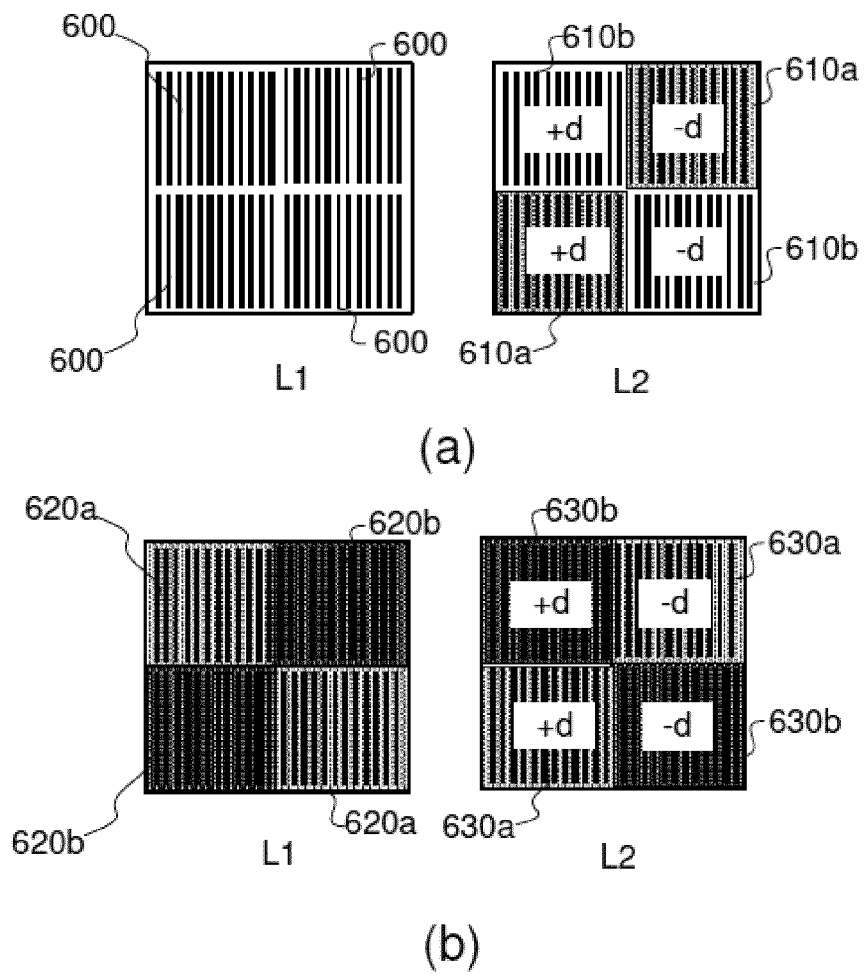 600 600 610b 610a
+d -d
+d -d
600 600 610a 610b
L1 L2
(a)
620a 620b 630b 630a
+d -d
+d -d
620b 620a 630a 630b
L1 L2
(b)